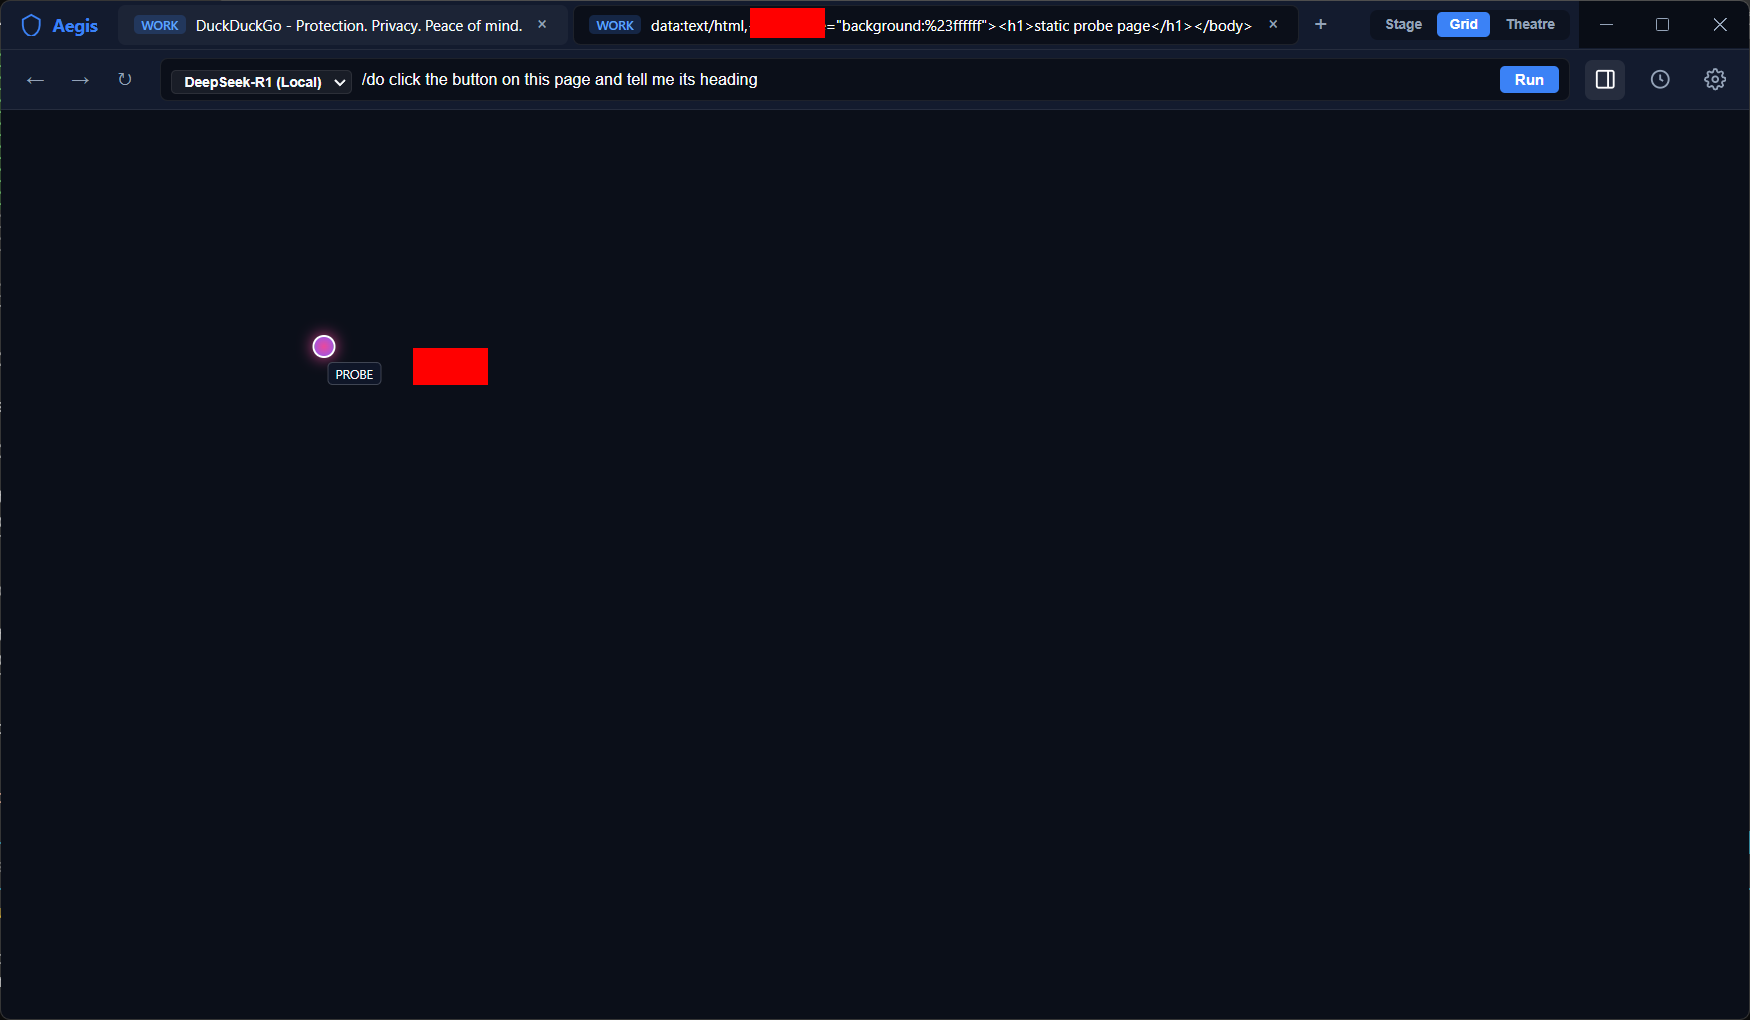 Aegis
WORK DuckDuckGo - Protection. Privacy. Peace of mind.
WORK data:text/html, ="background:%23ffffff"><h1>static probe page</h1></body>
Stage Grid Theatre
DeepSeek-R1 (Local) /do click the button on this page and tell me its heading Run
PROBE